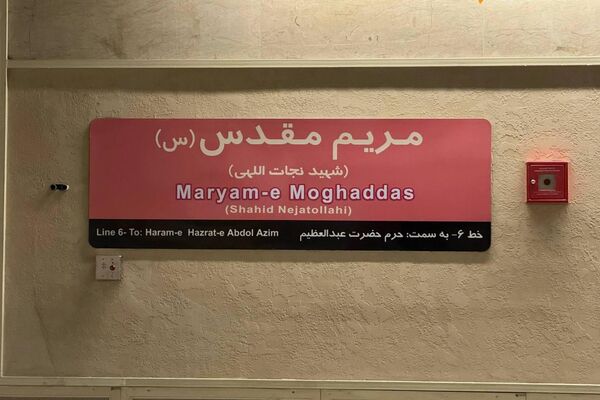 مریم مقدس (س)
(شهید نجات اللهی)
Maryam-e Moghaddas
(Shahid Nejatollahi)
Line 6- To: Haram-e Hazrat-e Abdol Azim
خط ۶- به سمت: حرم حضرت عبدالعظیم